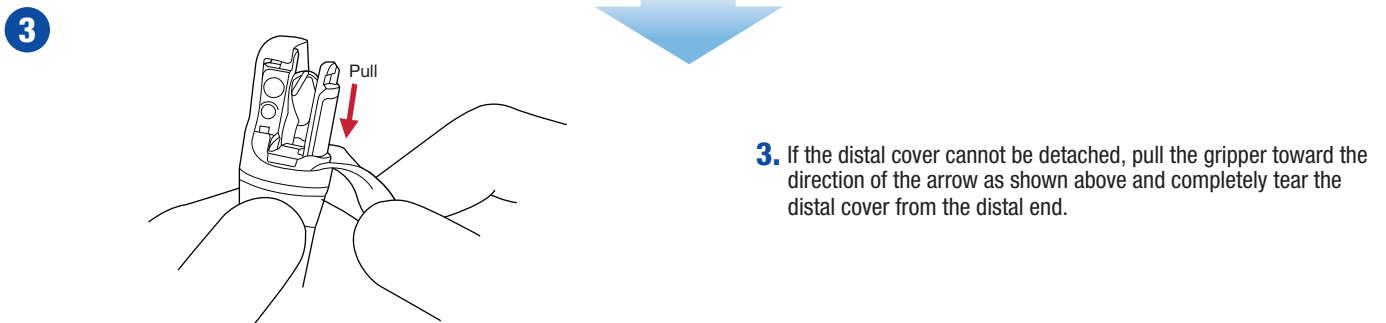 3
Pull
3. If the distal cover cannot be detached, pull the gripper toward the
direction of the arrow as shown above and completely tear the
distal cover from the distal end.